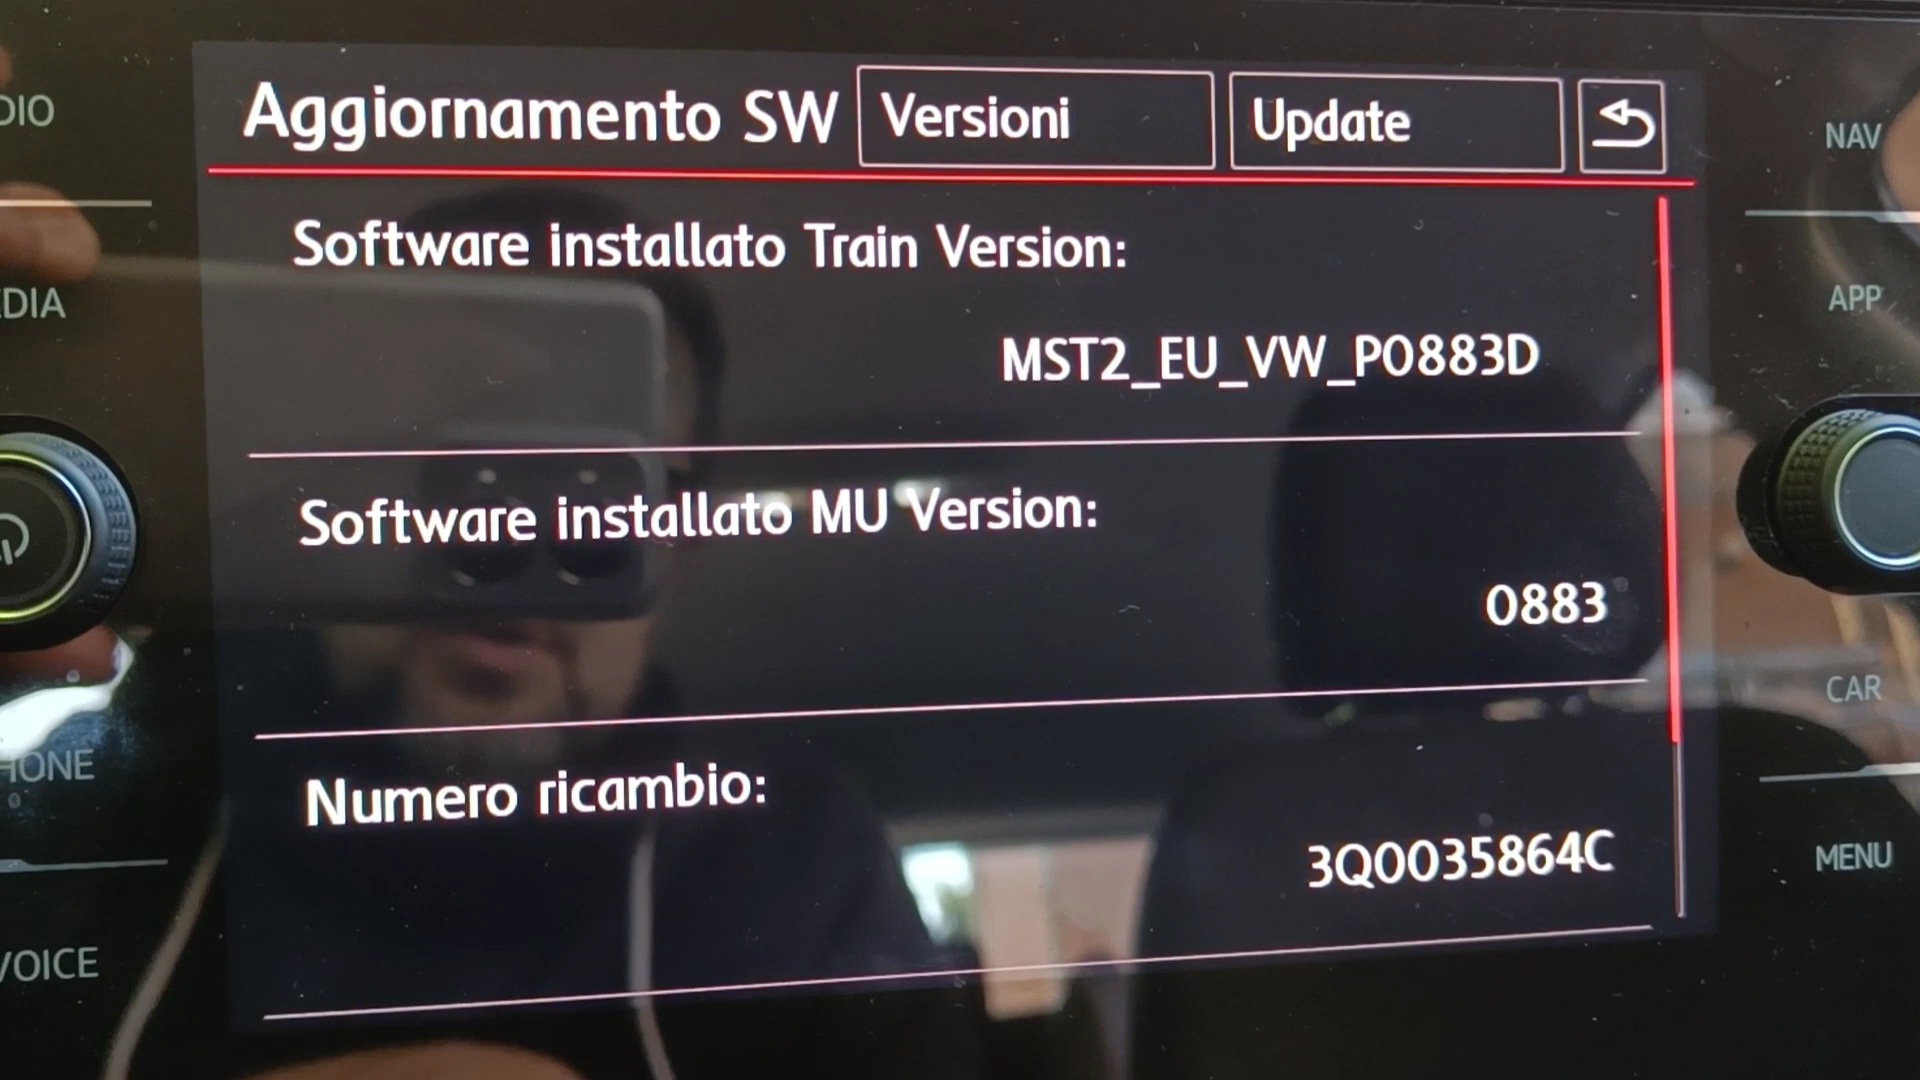 Aggiornamento SW Versioni Update
DIO
NAV
Software installato Train Version:
EDIA
APP
MST2_EU_VW_P0883D
Software installato MU Version:
0883
CAR
HONE
Numero ricambio:
3Q0035864C
MENU
VOICE